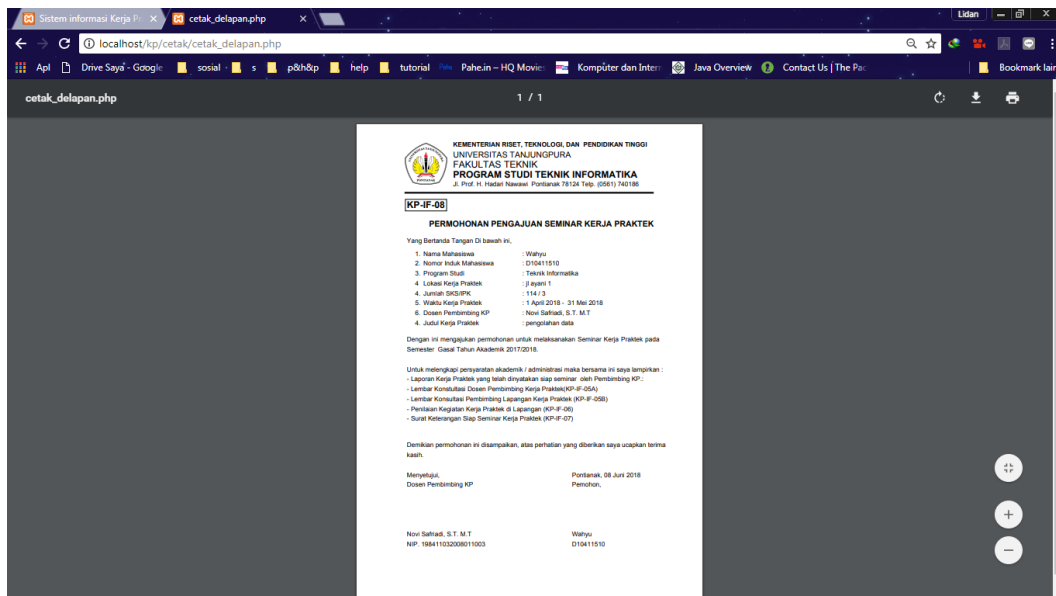 Sistem informasi Kerja Pr
cetak_delapan.php
Lidan
localhost/kp/cetak/cetak_delapan.php
Apl
Drive Saya - Google
sosial
s
p&h&p
help
tutorial
Pahe.in – HQ Movie
Komputer dan Intern
Java Overview
Contact Us | The Pac
Bookmark lain
cetak_delapan.php
1 / 1
KEMENTERIAN RISET, TEKNOLOGI, DAN PENDIDIKAN TINGGI
UNIVERSITAS TANJUNGPURA
FAKULTAS TEKNIK
PROGRAM STUDI TEKNIK INFORMATIKA
Jl. Prof. H. Hadari Nawawi Pontianak 78124 Telp. (0561) 740186
KP-IF-08
PERMOHONAN PENGAJUAN SEMINAR KERJA PRAKTEK
Yang Bertanda Tangan Di bawah ini,
1. Nama Mahasiswa : Wahyu
2. Nomor Induk Mahasiswa : D10411510
3. Program Studi : Teknik Informatika
4 Lokasi Kerja Praktek : jl ayani 1
4. Jumlah SKS/IPK : 114 / 3
5. Waktu Kerja Praktek : 1 April 2018 - 31 Mei 2018
6. Dosen Pembimbing KP : Novi Safriadi, S.T. M.T
4. Judul Kerja Praktek : pengolahan data
Dengan ini mengajukan permohonan untuk melaksanakan Seminar Kerja Praktek pada
Semester Gasal Tahun Akademik 2017/2018.
Untuk melengkapi persyaratan akademik / administrasi maka bersama ini saya lampirkan :
- Laporan Kerja Praktek yang telah dinyatakan siap seminar oleh Pembimbing KP.:
- Lembar Konstultasi Dosen Pembimbing Kerja Praktek(KP-IF-05A)
- Lembar Konsultasi Pembimbing Lapangan Kerja Praktek (KP-IF-05B)
- Penilaian Kegiatan Kerja Praktek di Lapangan (KP-IF-06)
- Surat Keterangan Siap Seminar Kerja Praktek (KP-IF-07)
Demikian permohonan ini disampaikan, atas perhatian yang diberikan saya ucapkan terima
kasih.
Menyetujui, Pontianak, 08 Juni 2018
Dosen Pembimbing KP Pemohon,
Novi Safriadi, S.T. M.T Wahyu
NIP. 198411032008011003 D10411510